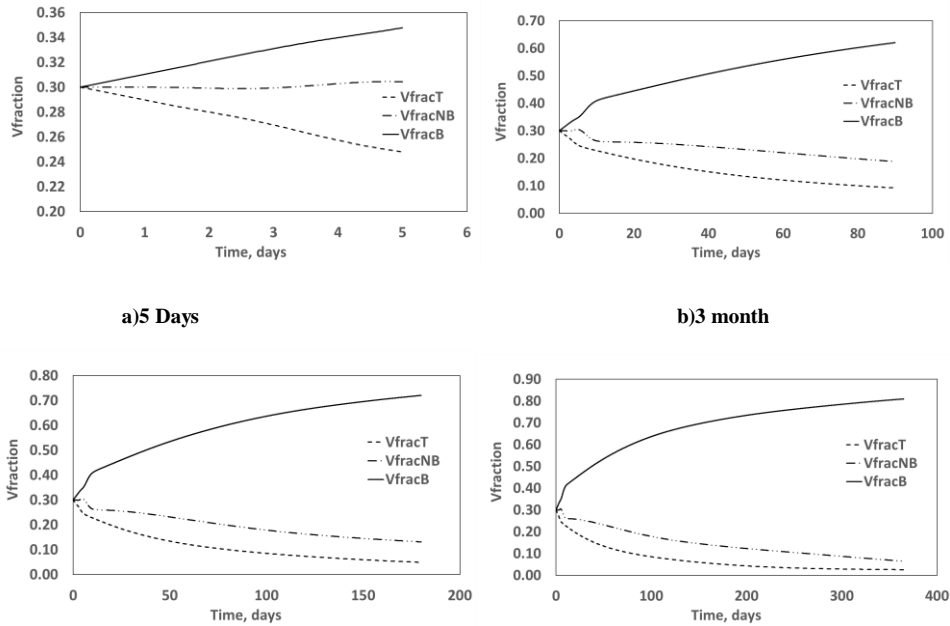 0.36
0.34
0.32
0.30
0.28
0.26
0.24
0.22
0.20
Vfraction
VfracT
VfracNB
VfracB
0 1 2 3 4 5 6
Time, days
a)5 Days
0.70
0.60
0.50
0.40
0.30
0.20
0.10
0.00
Vfraction
VfracT
VfracNB
VfracB
0 20 40 60 80 100
Time, days
b)3 month
0.80
0.70
0.60
0.50
0.40
0.30
0.20
0.10
0.00
Vfraction
VfracT
VfracNB
VfracB
0 50 100 150 200
Time, days
0.90
0.80
0.70
0.60
0.50
0.40
0.30
0.20
0.10
0.00
Vfraction
VfracT
VfracNB
VfracB
0 100 200 300 400
Time, days